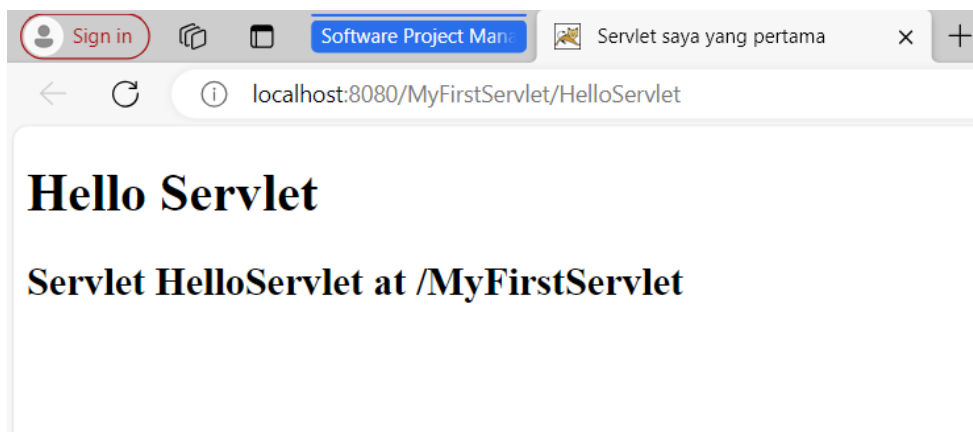 Sign in
Software Project Mana
Servlet saya yang pertama
localhost:8080/MyFirstServlet/HelloServlet
Hello Servlet
Servlet HelloServlet at /MyFirstServlet